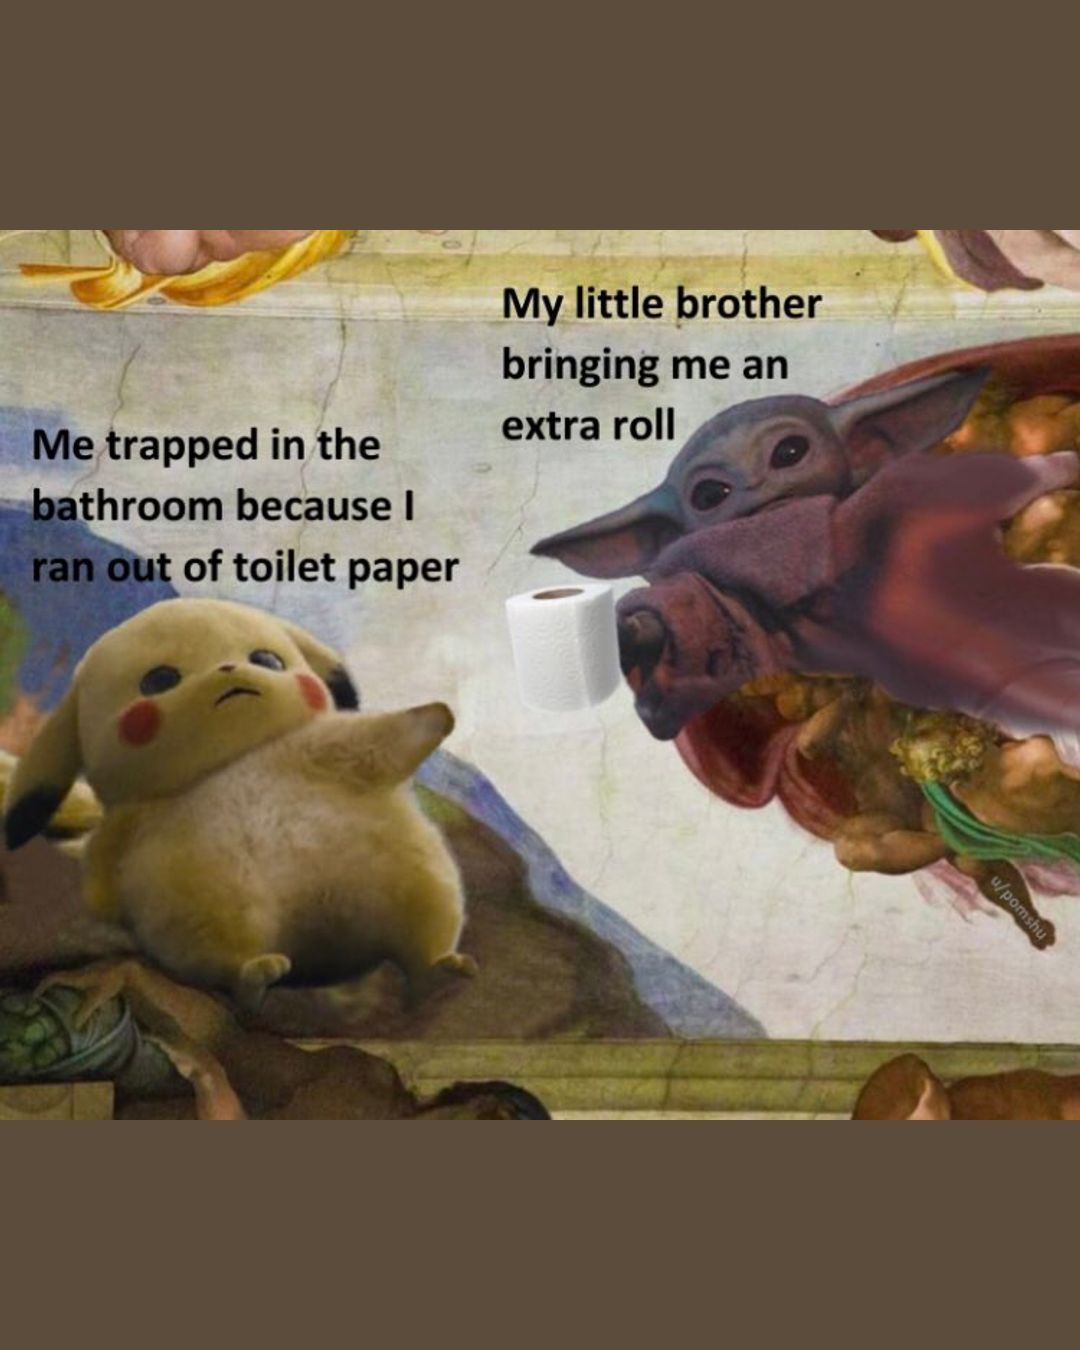 My little brother
bringing me an
extra roll
Me trapped in the
bathroom because I
ran out of toilet paper
u/pomshu